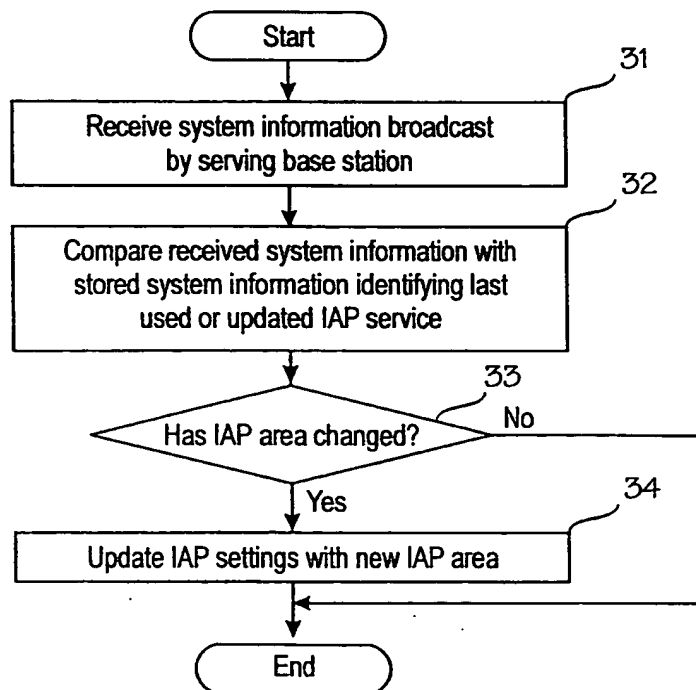 Start
31
Receive system information broadcast
by serving base station
32
Compare received system information with
stored system information identifying last
used or updated IAP service
33
Has IAP area changed?
No
Yes
34
Update IAP settings with new IAP area
End